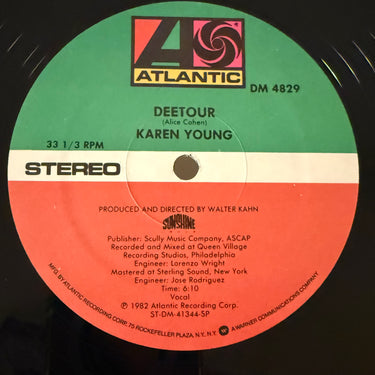 ATLANTIC
DM 4829
DEETOUR
(Alice Cohen)
KAREN YOUNG
33 1/3 RPM
STEREO
PRODUCED AND DIRECTED BY WALTER KAHN
SUNSHINE
Publisher: Scully Music Company, ASCAP
Recorded and Mixed at Queen Village
Recording Studios, Philadelphia
Engineer: Lorenzo Wright
Mastered at Sterling Sound, New York
Engineer: Jose Rodriguez
Time: 6:10
Vocal
℗ 1982 Atlantic Recording Corp.
ST-DM-41344-SP
MFG. BY ATLANTIC RECORDING CORP., 75 ROCKEFELLER PLAZA, N.Y., N.Y. A WARNER COMMUNICATIONS COMPANY